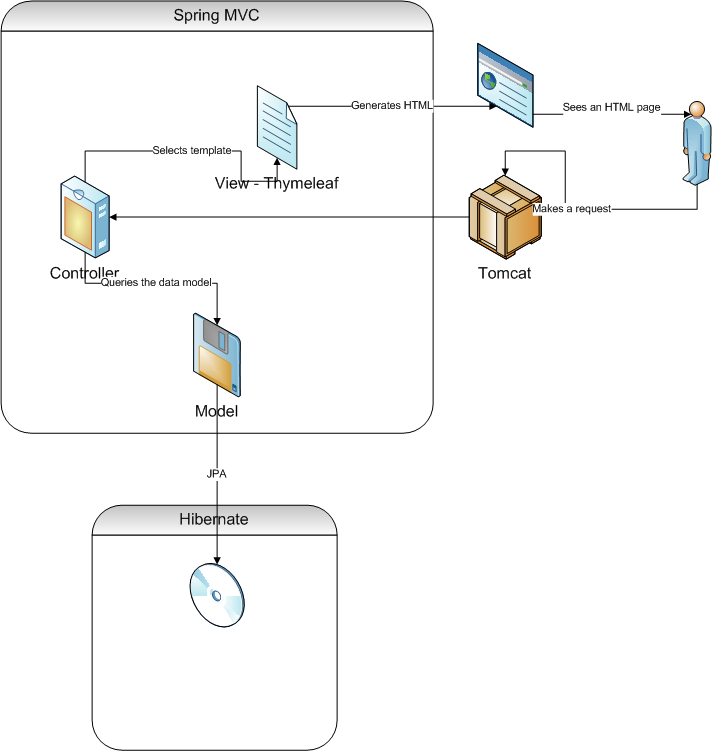 Spring MVC
Generates HTML
Sees an HTML page
Selects template
View - Thymeleaf
Makes a request
Controller
Tomcat
Queries the data model
Model
JPA
Hibernate